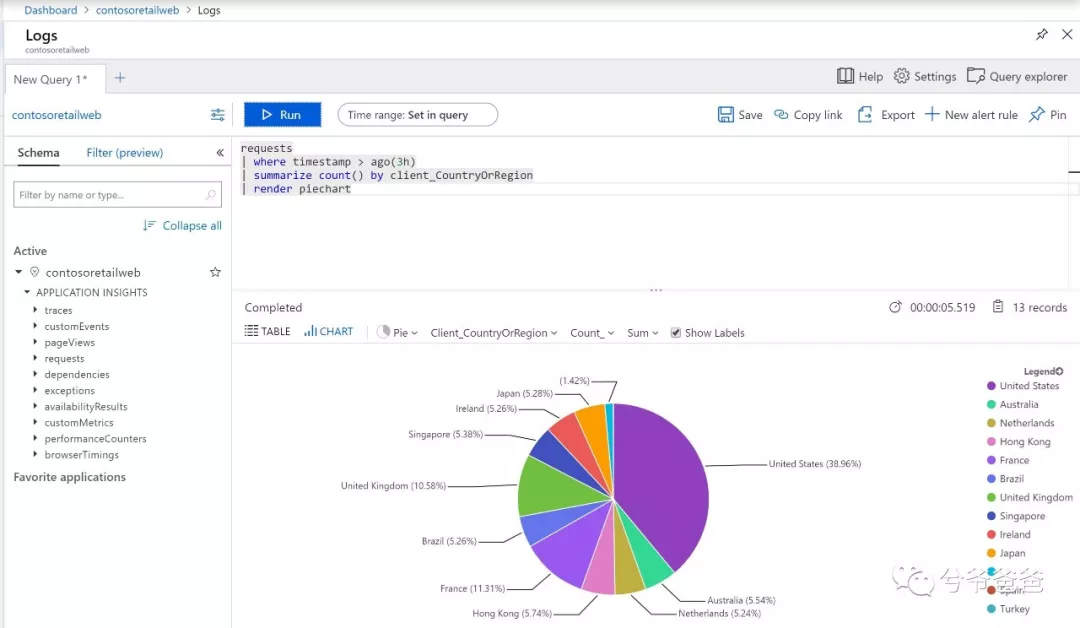 Dashboard > contosoretailweb > Logs
Logs
contosoretailweb
New Query 1*
Help Settings Query explorer
contosoretailweb
Run
Time range: Set in query
Save Copy link Export New alert rule Pin
Schema Filter (preview) «
requests
| where timestamp > ago(3h)
| summarize count() by client_CountryOrRegion
| render piechart
Filter by name or type...
Collapse all
Active
contosoretailweb
APPLICATION INSIGHTS
traces
customEvents
pageViews
requests
dependencies
exceptions
availabilityResults
customMetrics
performanceCounters
browserTimings
Favorite applications
Completed 00:00:05.519 13 records
TABLE CHART Pie Client_CountryOrRegion Count_ Sum Show Labels
(1.42%)
Japan (5.28%)
Ireland (5.26%)
Singapore (5.38%)
United Kingdom (10.58%)
Brazil (5.26%)
France (11.31%)
Hong Kong (5.74%)
United States (38.96%)
Australia (5.54%)
Netherlands (5.24%)
Legend
United States
Australia
Netherlands
Hong Kong
France
Brazil
United Kingdom
Singapore
Ireland
Japan
Spain
Turkey
兮爷爸爸